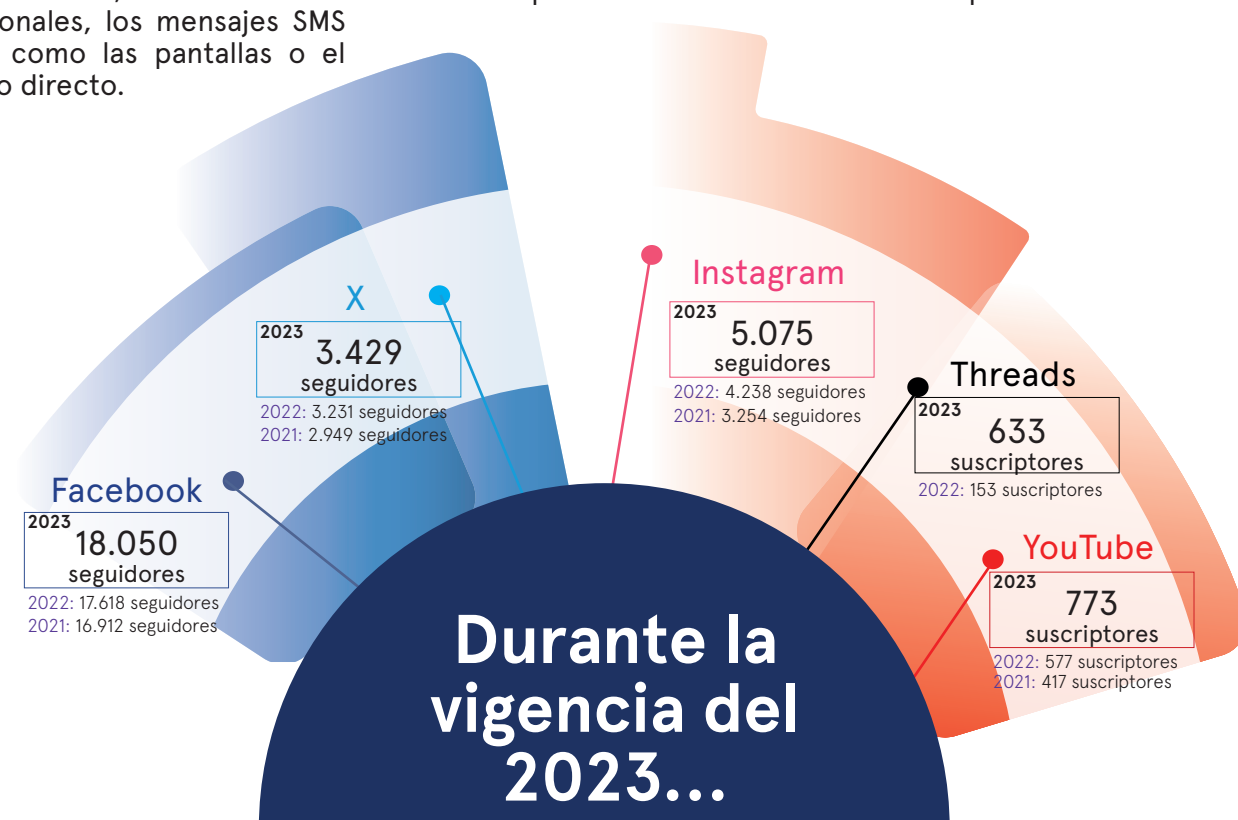 los mensajes SMS
como las pantallas o el
directo.
X
2023
3.429
seguidores
2022: 3.231 seguidores
2021: 2.949 seguidores
Facebook
2023
18.050
seguidores
2022: 17.618 seguidores
2021: 16.912 seguidores
Instagram
2023
5.075
seguidores
2022: 4.238 seguidores
2021: 3.254 seguidores
Threads
2023
633
suscriptores
2022: 153 suscriptores
YouTube
2023
773
suscriptores
2022: 577 suscriptores
2021: 417 suscriptores
Durante la
vigencia del
2023...